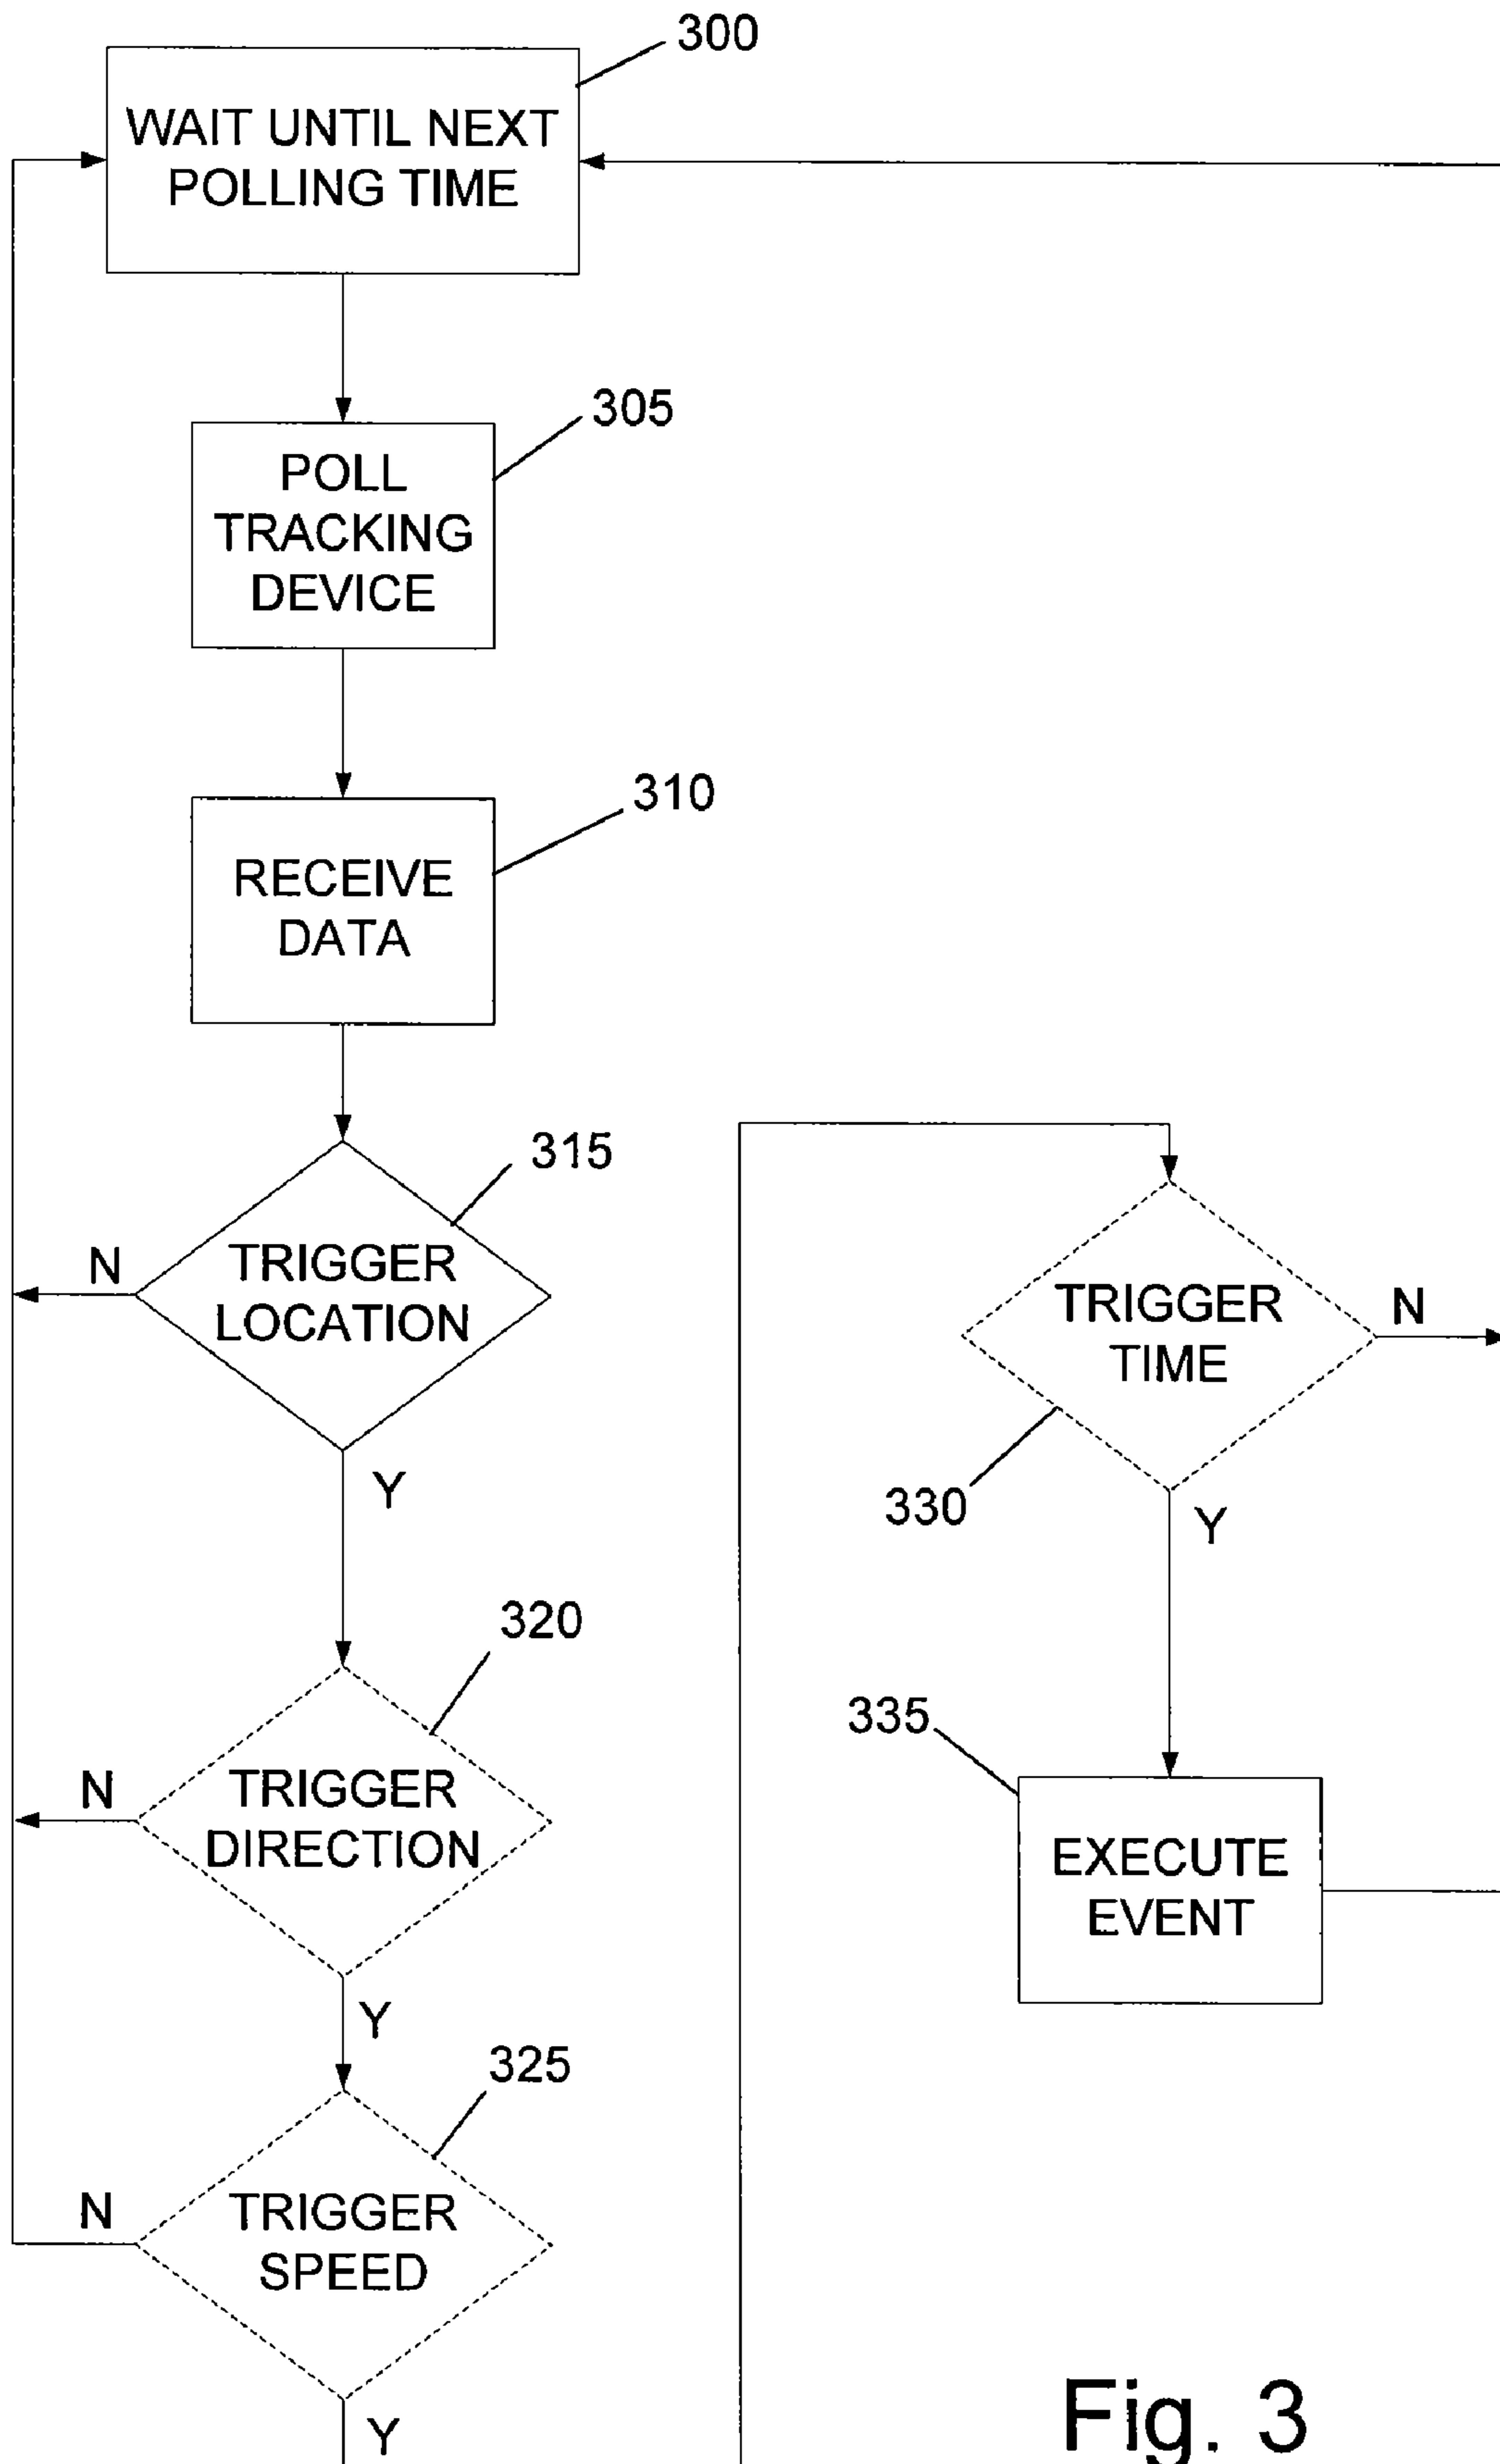 300
WAIT UNTIL NEXT
POLLING TIME
305
POLL
TRACKING
DEVICE
310
RECEIVE
DATA
315
TRIGGER
LOCATION
N
Y
320
TRIGGER
DIRECTION
N
Y
325
TRIGGER
SPEED
N
Y
TRIGGER
TIME
N
330
Y
335
EXECUTE
EVENT
Fig. 3